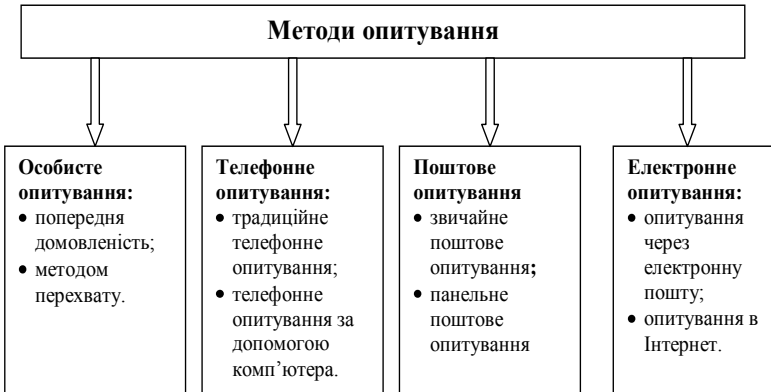 Методи опитування
Особисте
опитування:
• попередня
домовленість;
• методом
перехвату.
Телефонне
опитування:
• традиційне
телефонне
опитування;
• телефонне
опитування за
допомогою
комп’ютера.
Поштове
опитування
• звичайне
поштове
опитування;
• панельне
поштове
опитування
Електронне
опитування:
• опитування
через
електронну
пошту;
• опитування в
Інтернет.